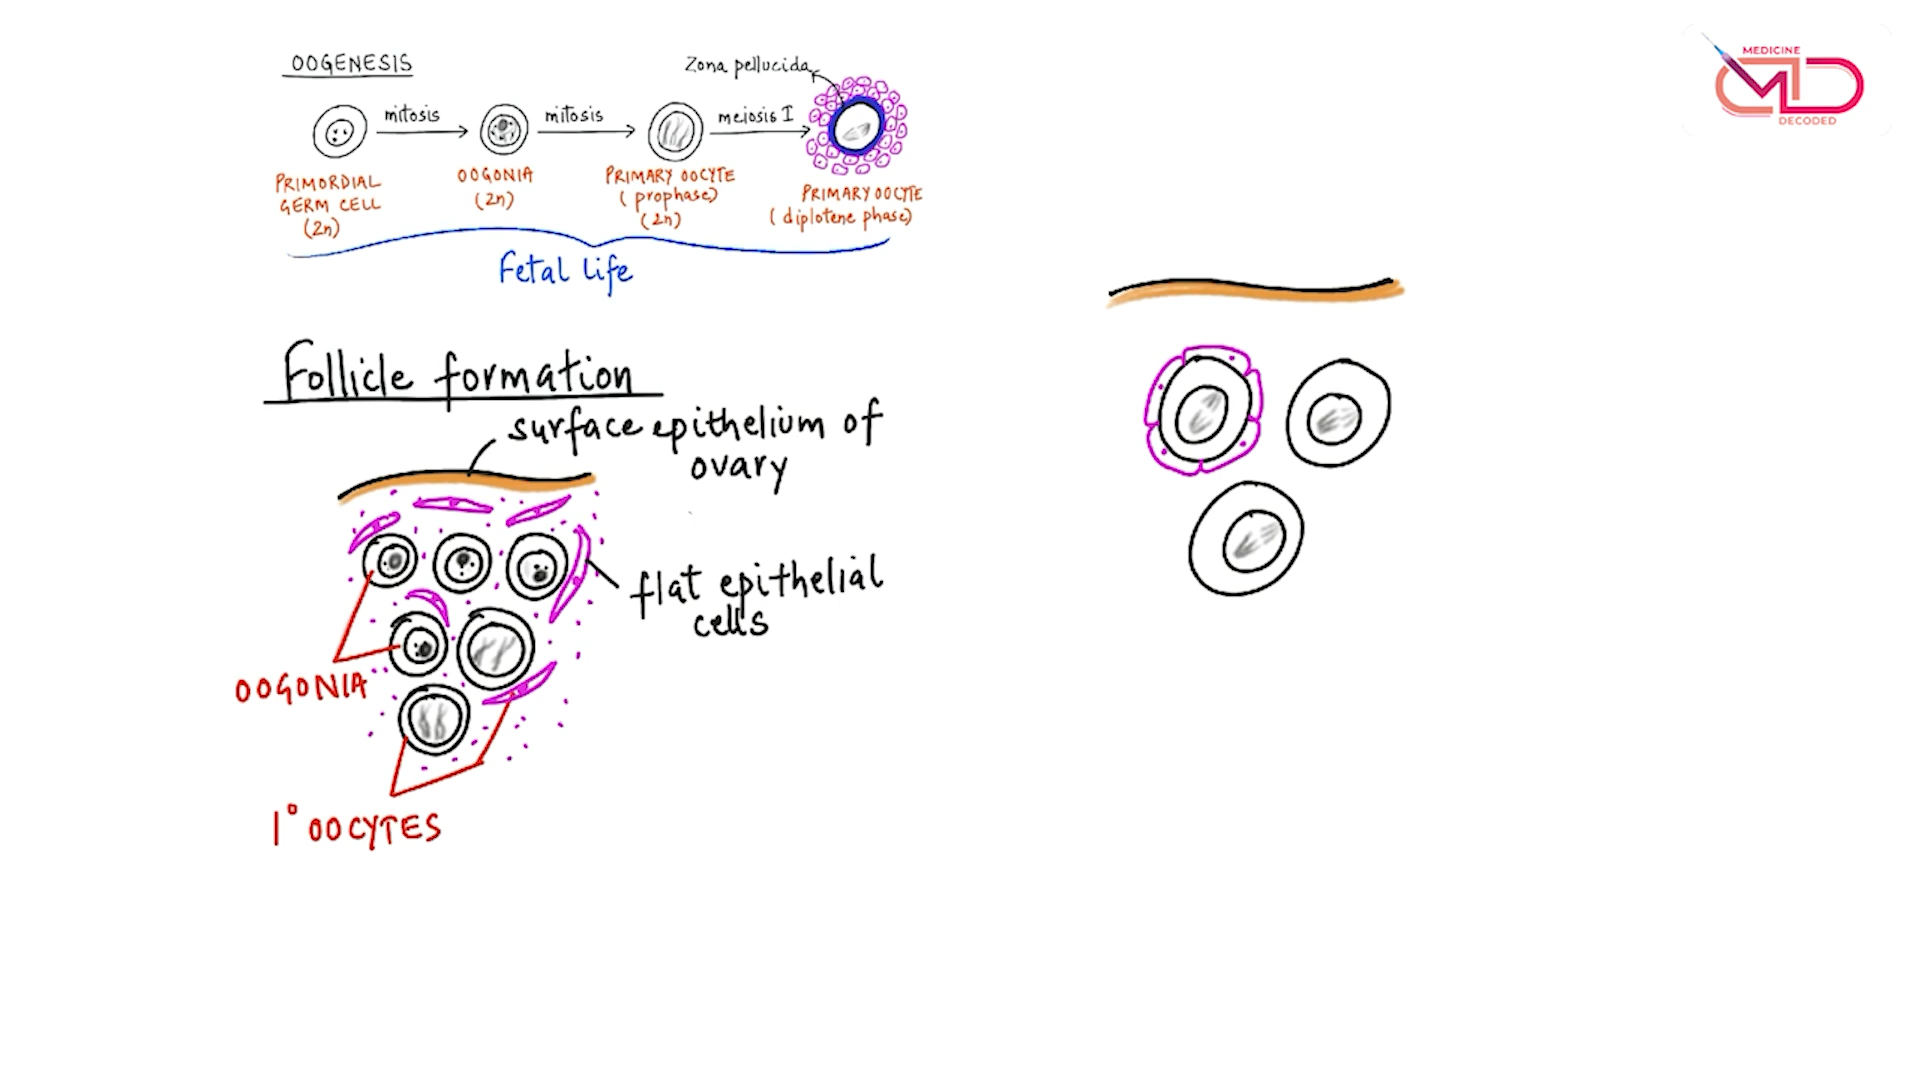 OOGENESIS
Zona pellucida
mitosis
mitosis
meiosis I
PRIMORDIAL
GERM CELL
(2n)
OOGONIA
(2n)
PRIMARY OOCYTE
(prophase)
(2n)
PRIMARY OOCYTE
(diplotene phase)
Fetal life
Follicle formation
surface epithelium of
ovary
flat epithelial
cells
OOGONIA
1° OOCYTES
MEDICINE
MD
DECODED